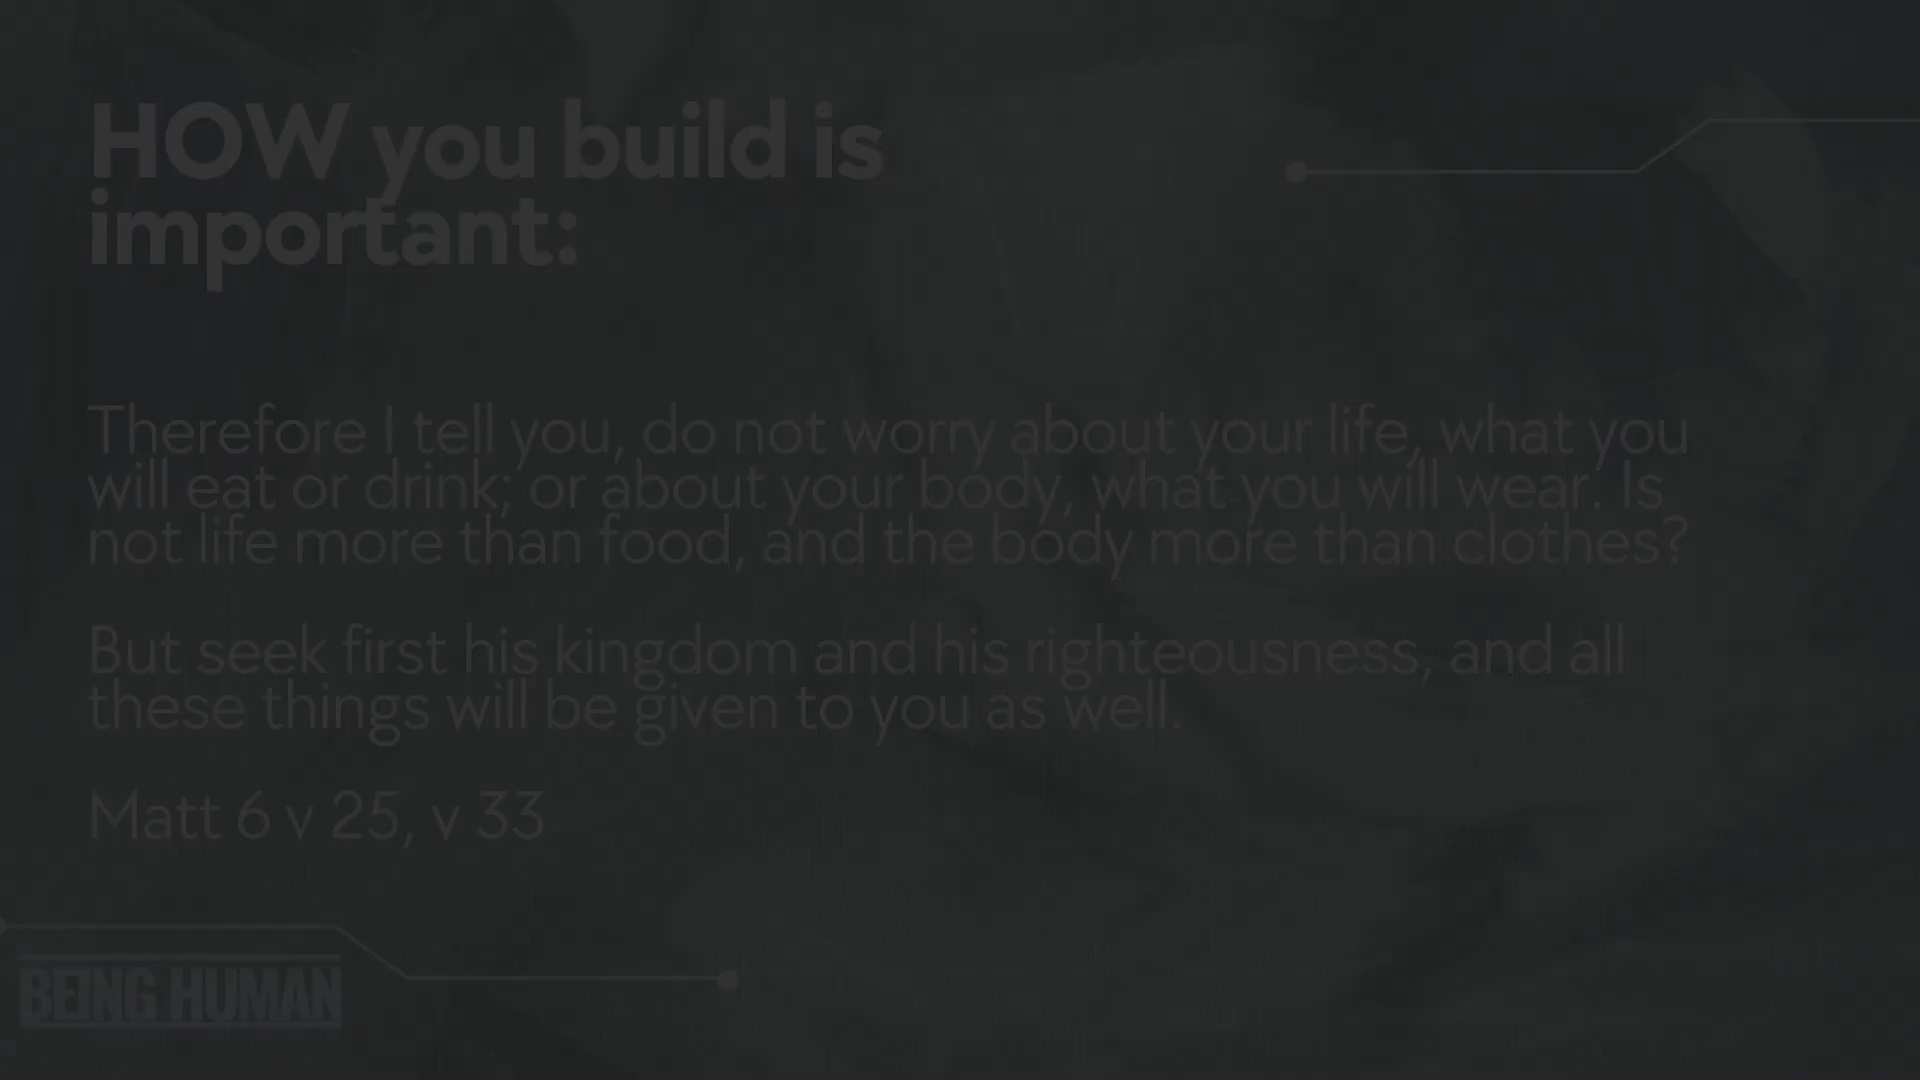 HOW you build is
important:
Therefore I tell you, do not worry about your life, what you
will eat or drink; or about your body, what you will wear. Is
not life more than food, and the body more than clothes?
But seek first his kingdom and his righteousness, and all
these things will be given to you as well.
Matt 6 v 25, v 33
BEING HUMAN